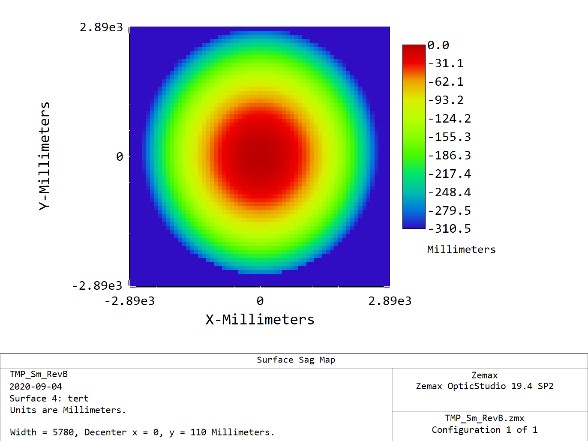 2.89e3
0
-2.89e3
Y-Millimeters
-2.89e3
0
2.89e3
X-Millimeters
0.0
-31.1
-62.1
-93.2
-124.2
-155.3
-186.3
-217.4
-248.4
-279.5
-310.5
Millimeters
Surface Sag Map
TMP_Sm_RevB
2020-09-04
Surface 4: tert
Units are Millimeters.
Width = 5780, Decenter x = 0, y = 110 Millimeters.
Zemax
Zemax OpticStudio 19.4 SP2
TMP_Sm_RevB.zmx
Configuration 1 of 1